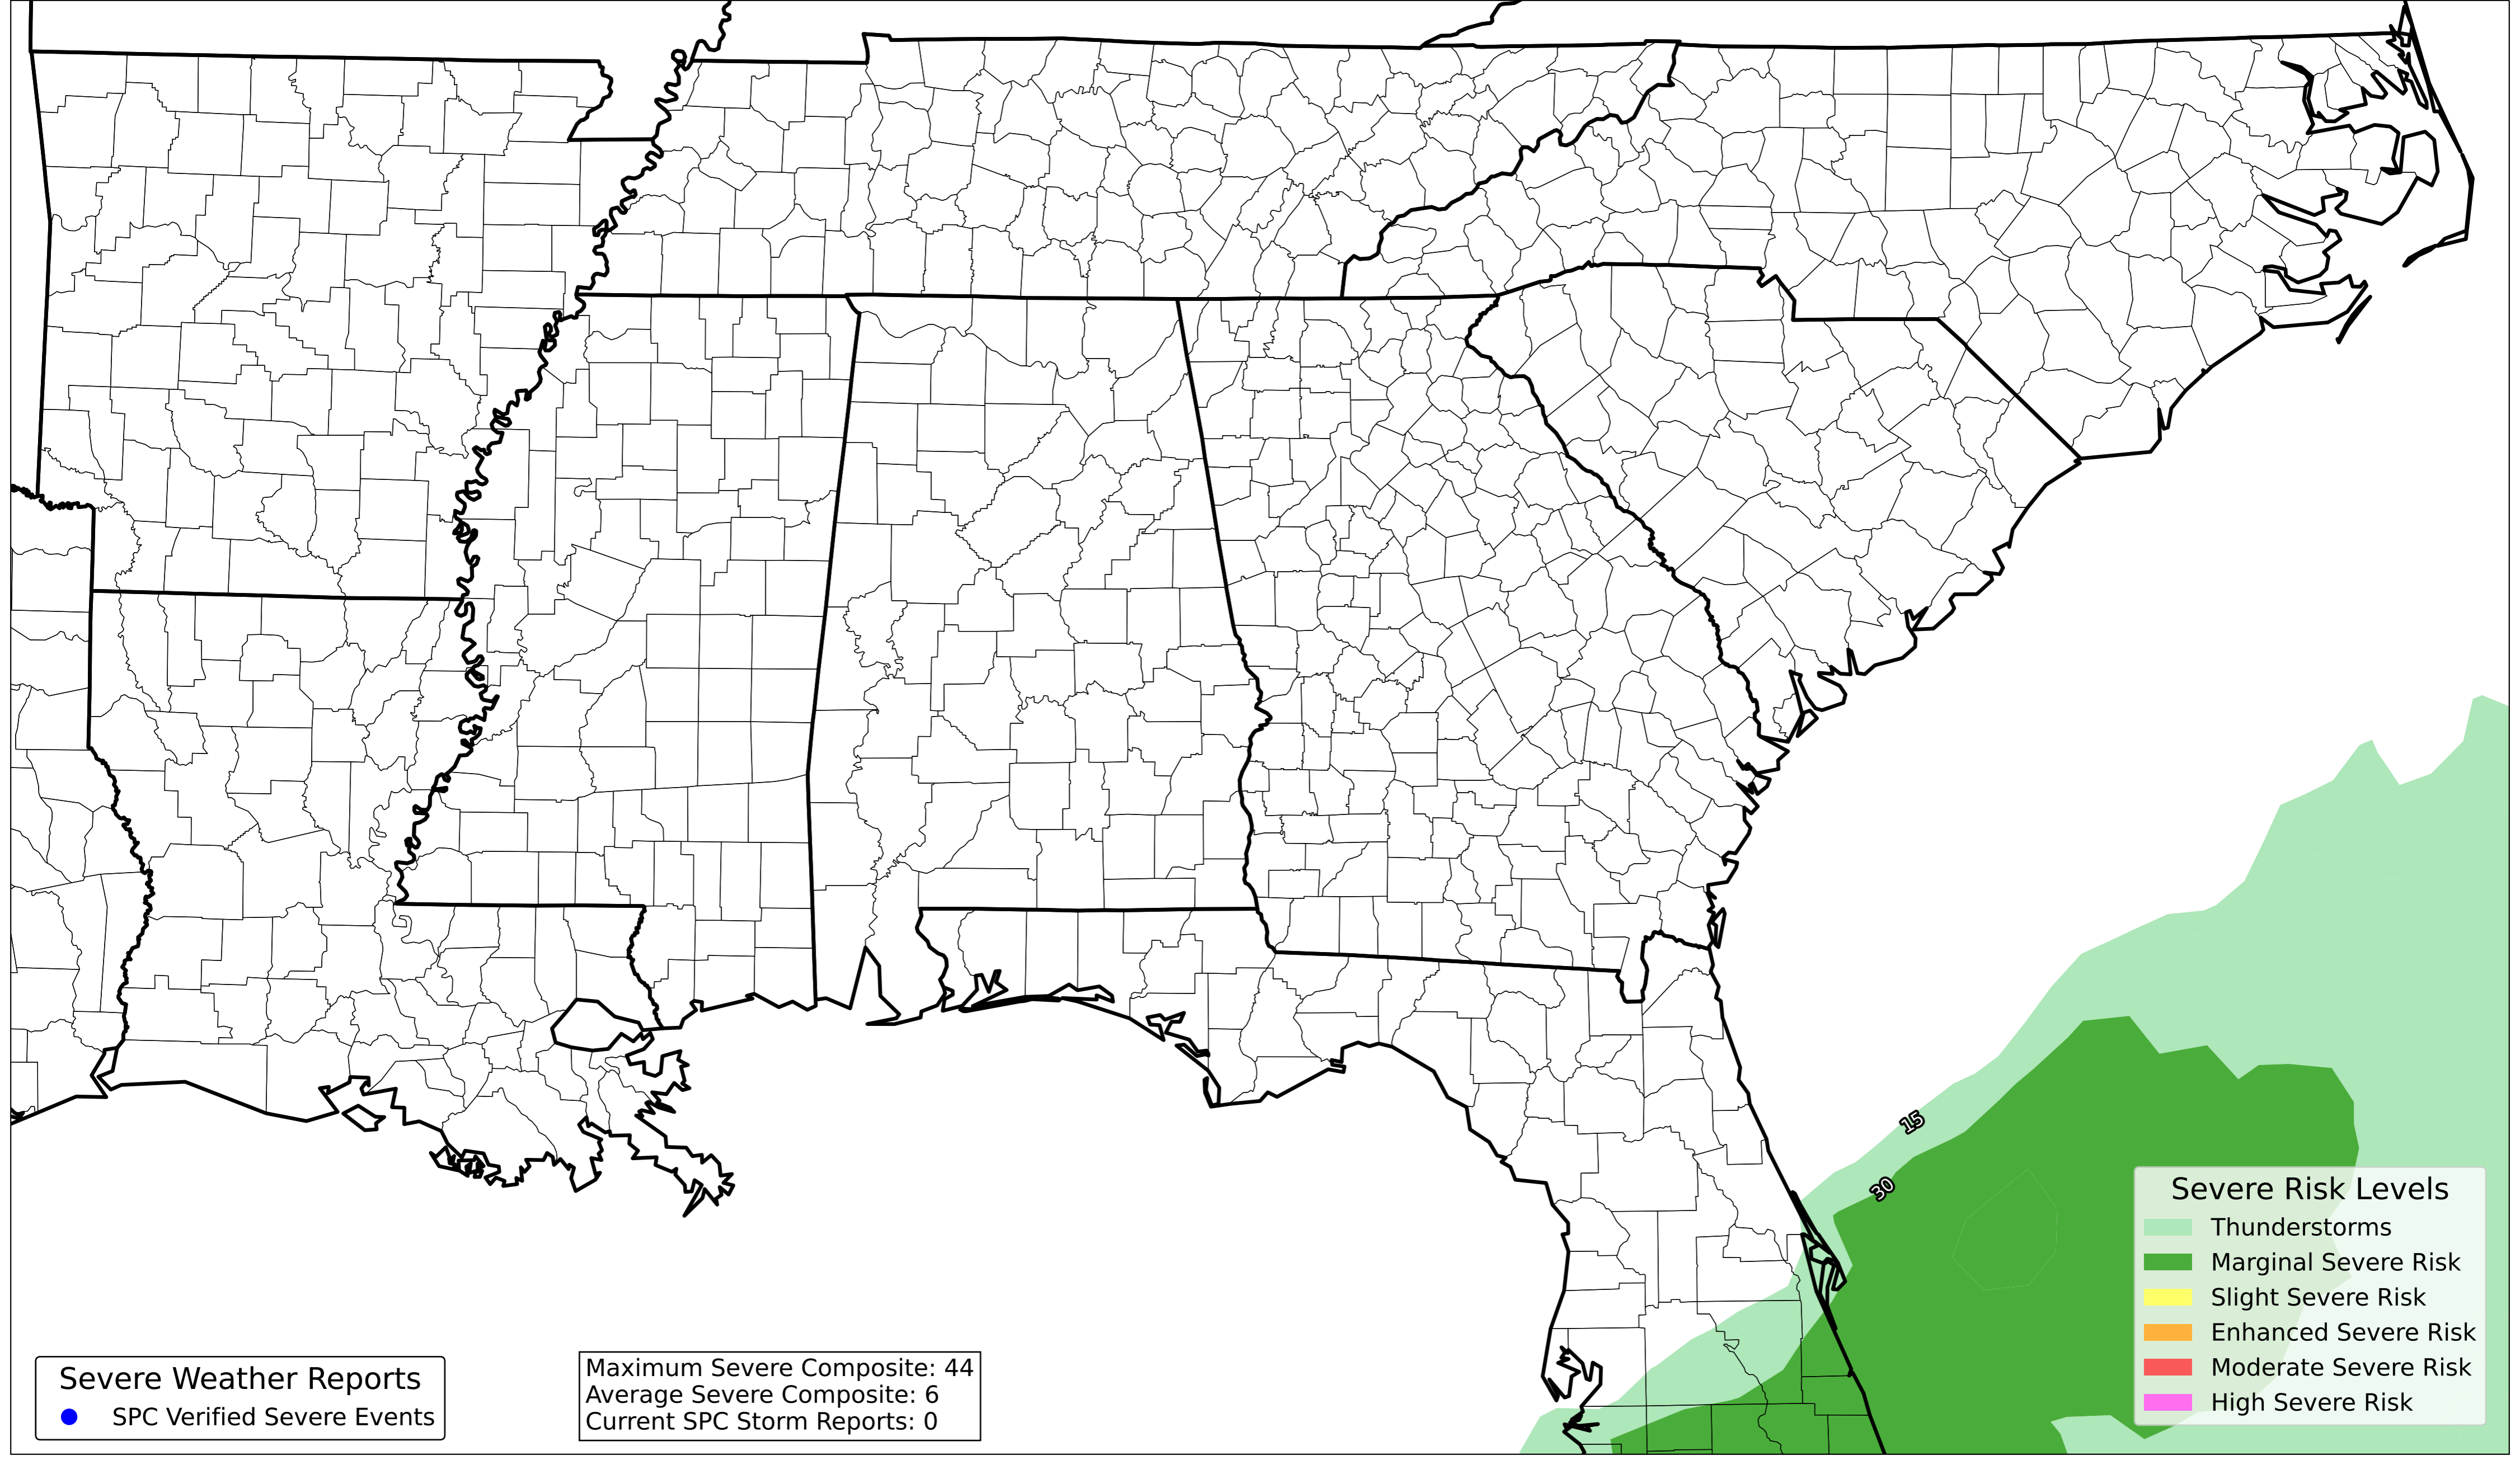 15
30
Severe Risk Levels
Thunderstorms
Marginal Severe Risk
Slight Severe Risk
Enhanced Severe Risk
Moderate Severe Risk
High Severe Risk
Severe Weather Reports
SPC Verified Severe Events
Maximum Severe Composite: 44
Average Severe Composite: 6
Current SPC Storm Reports: 0